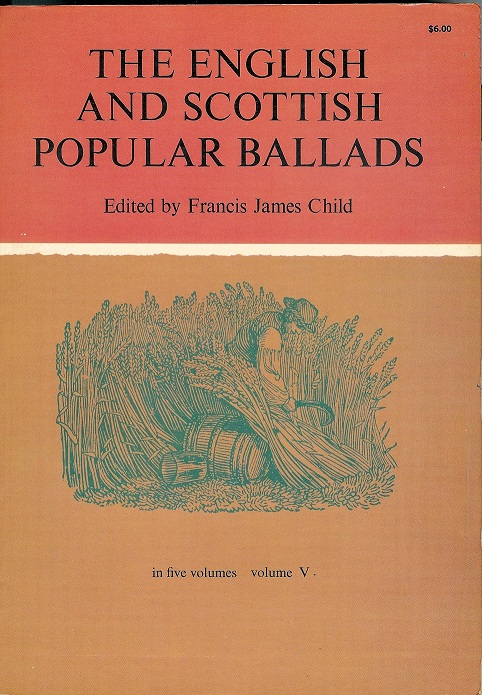 $6.00
THE ENGLISH
AND SCOTTISH
POPULAR BALLADS
Edited by Francis James Child
in five volumes volume V